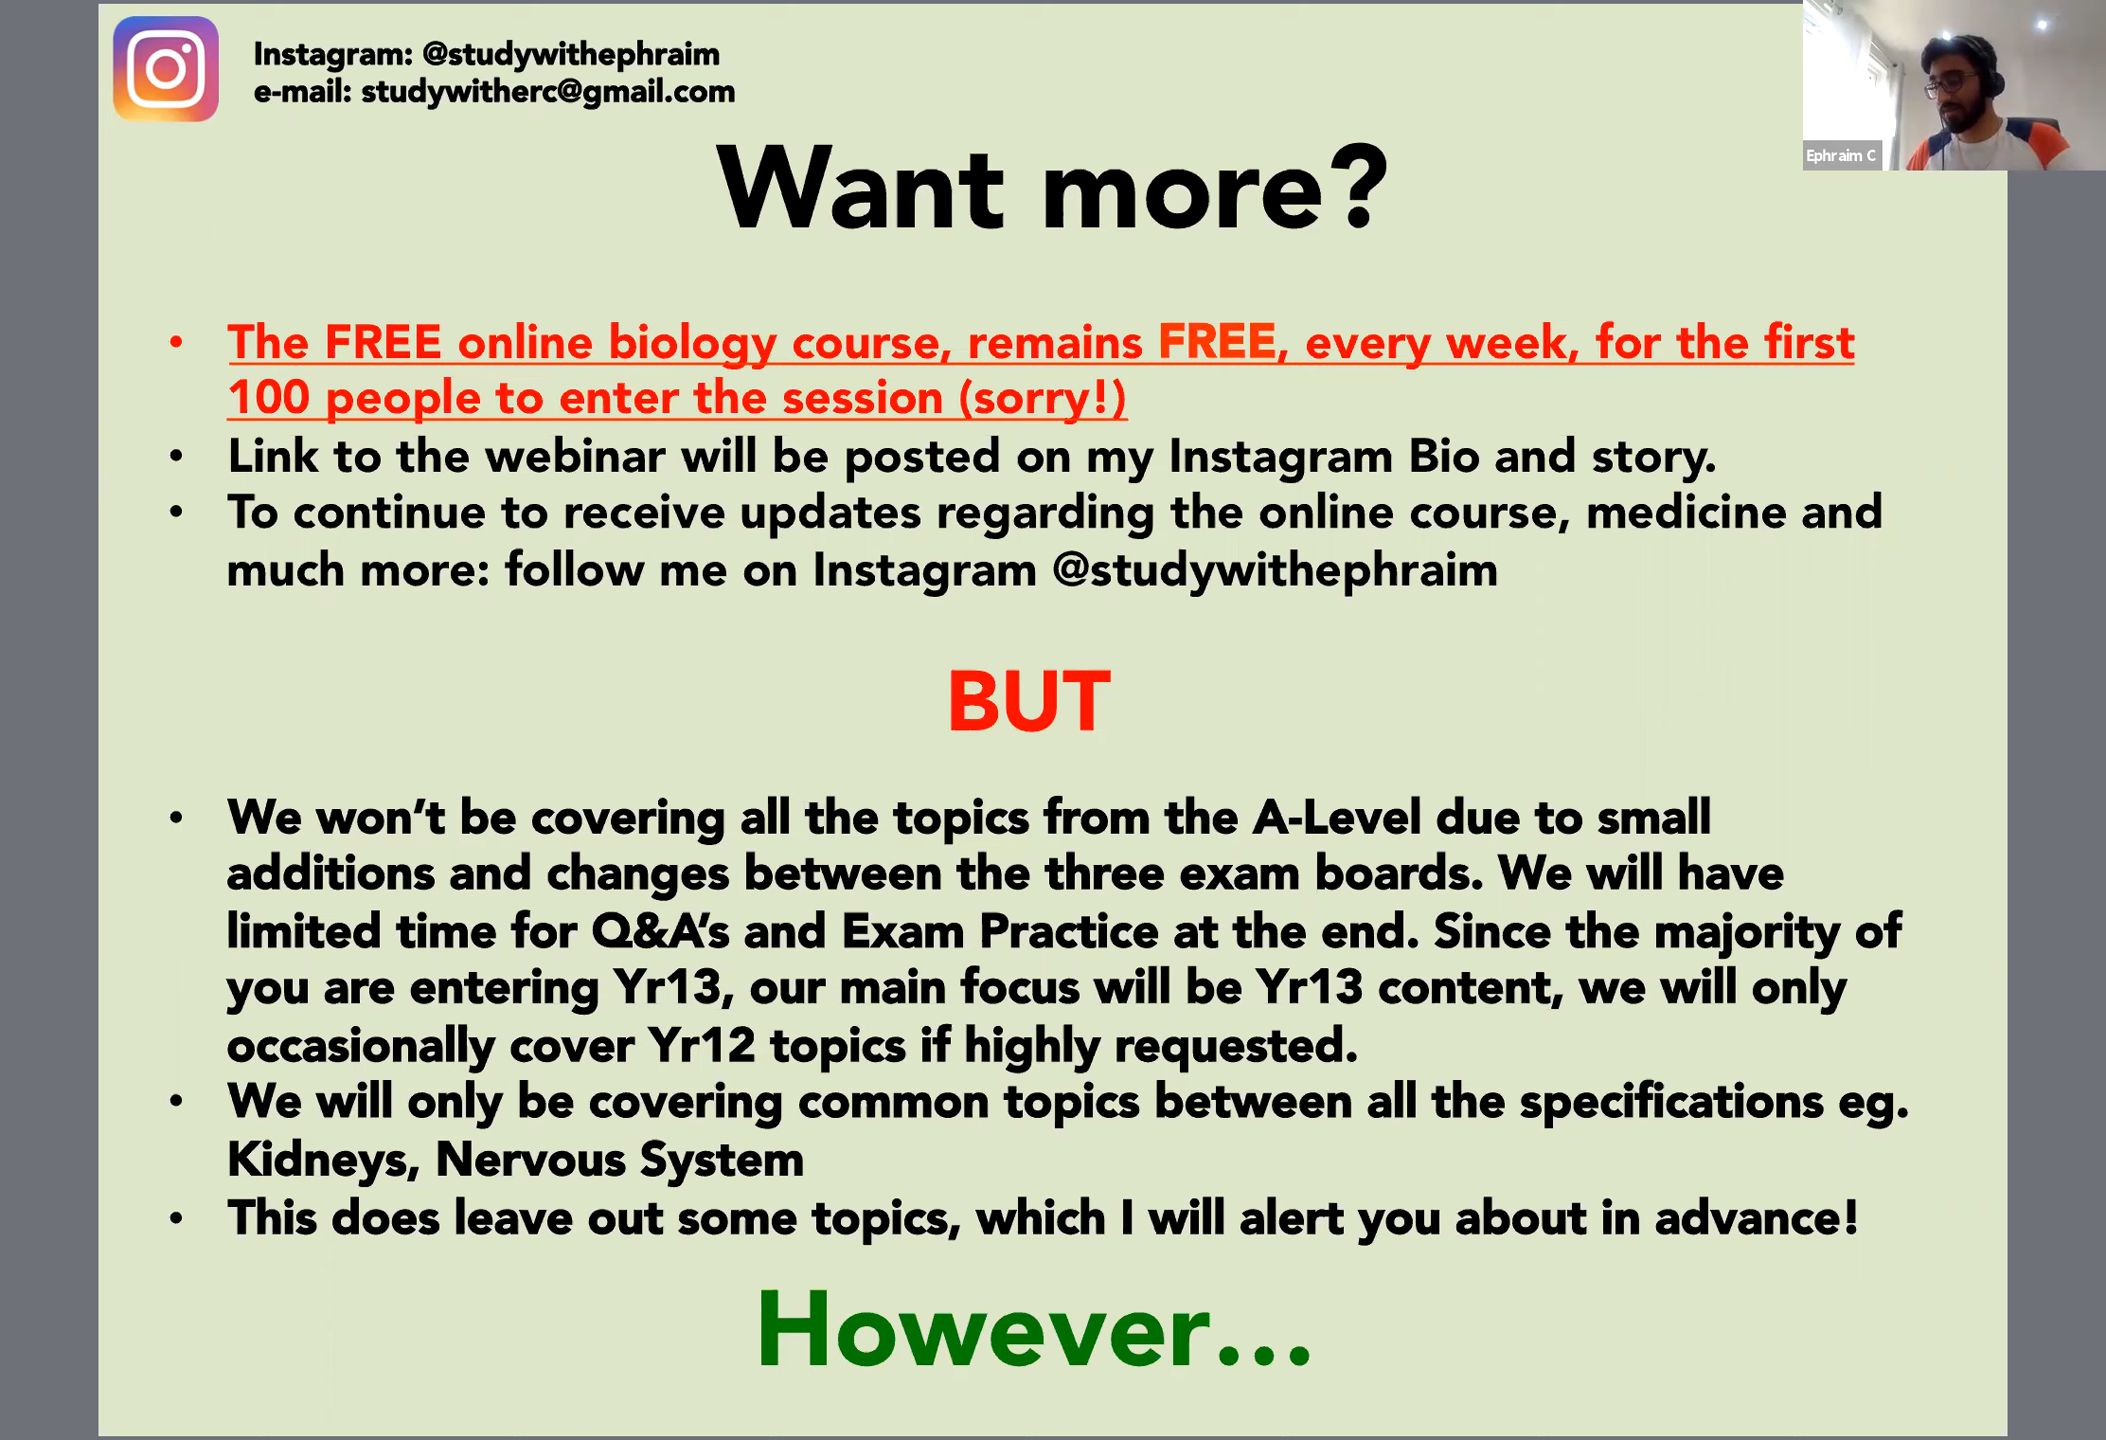 Instagram: @studywithephraim
e-mail: studywitherc@gmail.com
Ephraim C
Want more?
• The FREE online biology course, remains FREE, every week, for the first
100 people to enter the session (sorry!)
• Link to the webinar will be posted on my Instagram Bio and story.
• To continue to receive updates regarding the online course, medicine and
much more: follow me on Instagram @studywithephraim
BUT
• We won’t be covering all the topics from the A-Level due to small
additions and changes between the three exam boards. We will have
limited time for Q&A’s and Exam Practice at the end. Since the majority of
you are entering Yr13, our main focus will be Yr13 content, we will only
occasionally cover Yr12 topics if highly requested.
• We will only be covering common topics between all the specifications eg.
Kidneys, Nervous System
• This does leave out some topics, which I will alert you about in advance!
However...